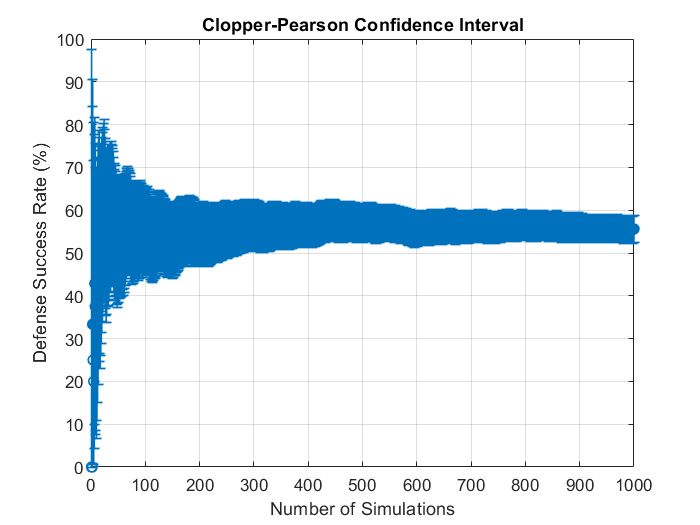 Clopper-Pearson Confidence Interval
100
90
80
70
60
50
40
30
20
10
0
Defense Success Rate (%)
0 100 200 300 400 500 600 700 800 900 1000
Number of Simulations